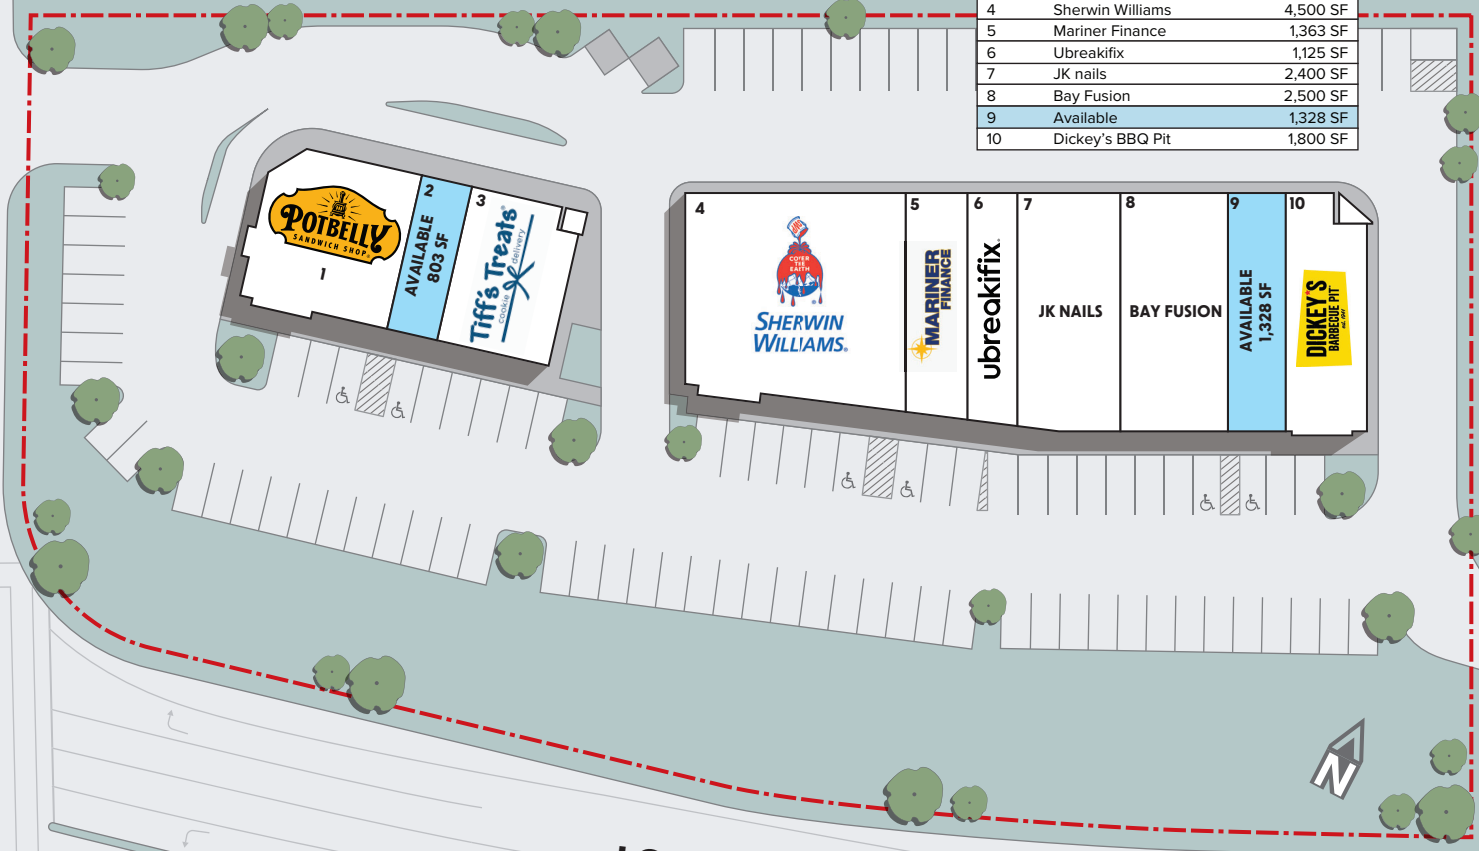 4 Sherwin Williams 4,500 SF
5 Mariner Finance 1,363 SF
6 Ubreakifix 1,125 SF
7 JK nails 2,400 SF
8 Bay Fusion 2,500 SF
9 Available 1,328 SF
10 Dickey's BBQ Pit 1,800 SF
POTBELLY
SANDWICH SHOP
1
2
AVAILABLE
803 SF
3
Tiff's Treats
cookie delivery
4
COVER
THE
EARTH
SHERWIN
WILLIAMS.
5
MARINER
FINANCE
6
ubreakifix
7
JK NAILS
8
BAY FUSION
9
AVAILABLE
1,328 SF
10
DICKEY'S
BARBECUE PIT
N